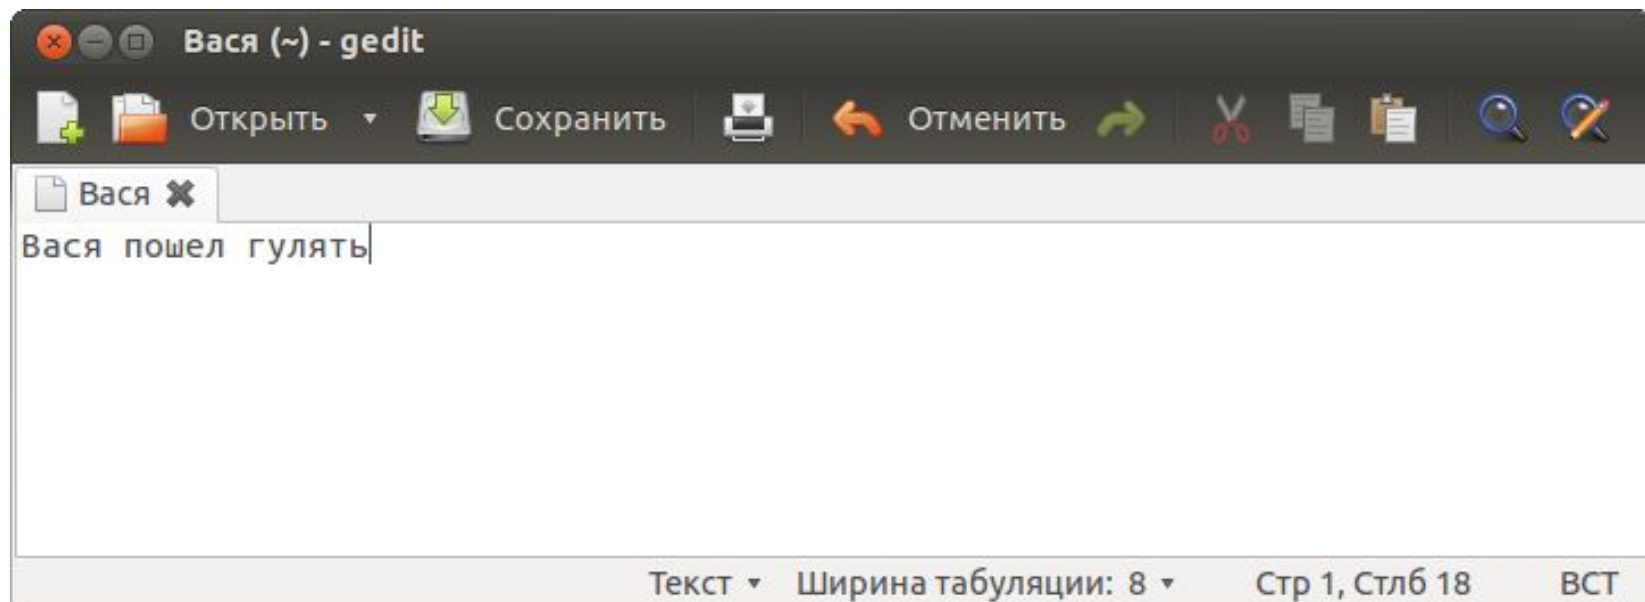 Вася (~) - gedit
Открыть Сохранить Отменить
Вася
Вася пошел гулять
Текст Ширина табуляции: 8 Стр 1, Стлб 18 ВСТ